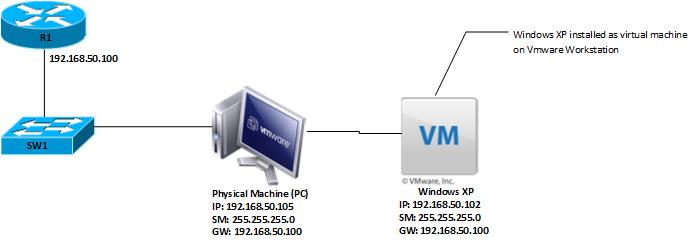 R1
192.168.50.100
SW1
vmware
Physical Machine (PC)
IP: 192.168.50.105
SM: 255.255.255.0
GW: 192.168.50.100
Windows XP installed as virtual machine
on Vmware Workstation
VM
© VMware, Inc.
Windows XP
IP: 192.168.50.102
SM: 255.255.255.0
GW: 192.168.50.100